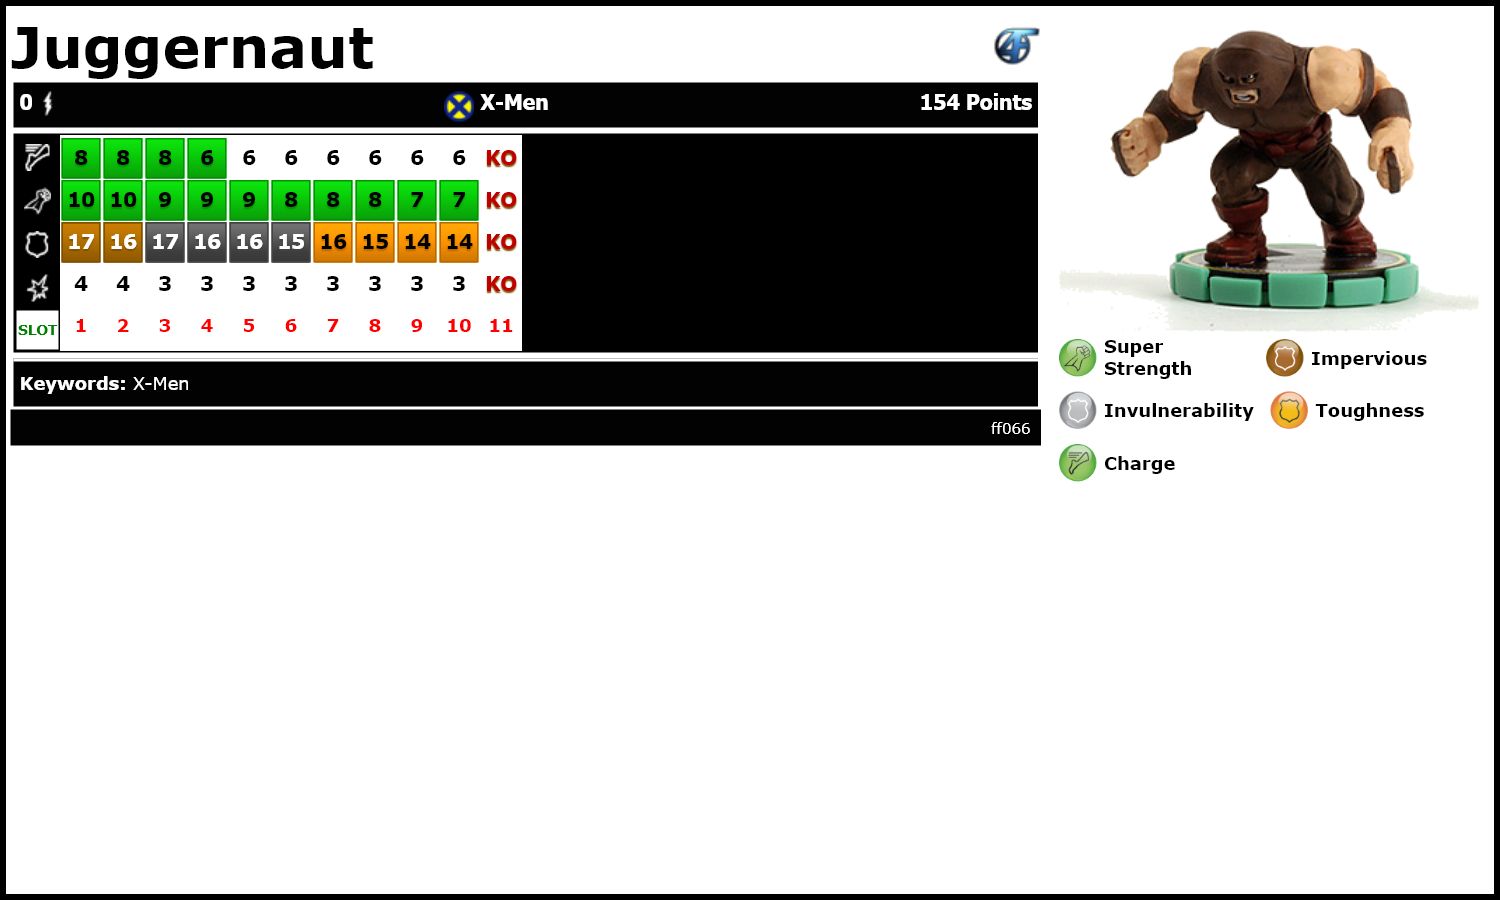 Juggernaut
0 X-Men 154 Points
8 8 8 6 6 6 6 6 6 6 KO
10 10 9 9 9 8 8 8 7 7 KO
17 16 17 16 16 15 16 15 14 14 KO
4 4 3 3 3 3 3 3 3 3 KO
SLOT 1 2 3 4 5 6 7 8 9 10 11
Keywords: X-Men
ff066
Super
Strength
Impervious
Invulnerability
Toughness
Charge